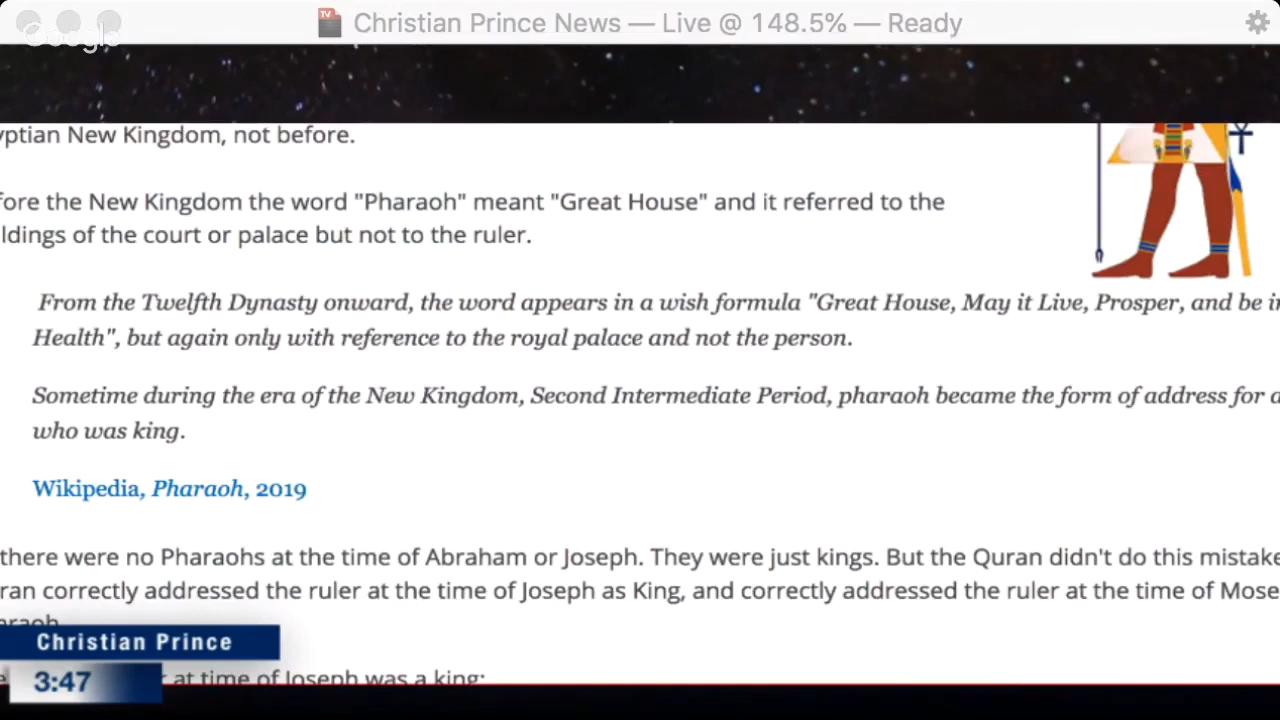 TV
Christian Prince News — Live @ 148.5% — Ready
Google
yptian New Kingdom, not before.
fore the New Kingdom the word "Pharaoh" meant "Great House" and it referred to the
ldings of the court or palace but not to the ruler.
From the Twelfth Dynasty onward, the word appears in a wish formula "Great House, May it Live, Prosper, and be in
Health", but again only with reference to the royal palace and not the person.
Sometime during the era of the New Kingdom, Second Intermediate Period, pharaoh became the form of address for a
who was king.
Wikipedia, Pharaoh, 2019
there were no Pharaohs at the time of Abraham or Joseph. They were just kings. But the Quran didn't do this mistake
ran correctly addressed the ruler at the time of Joseph as King, and correctly addressed the ruler at the time of Mose
araoh
Christian Prince
3:47
r at time of Joseph was a king: